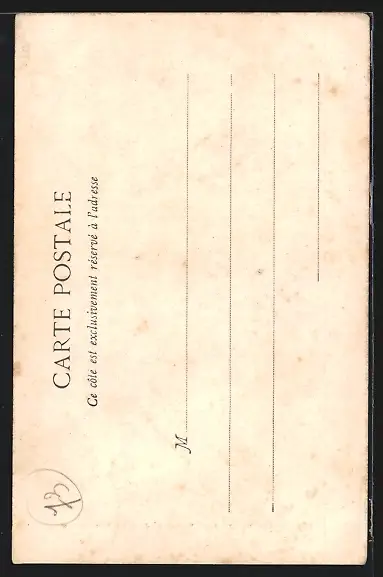 CARTE POSTALE
Ce côté est exclusivement réservé à l'adresse
M